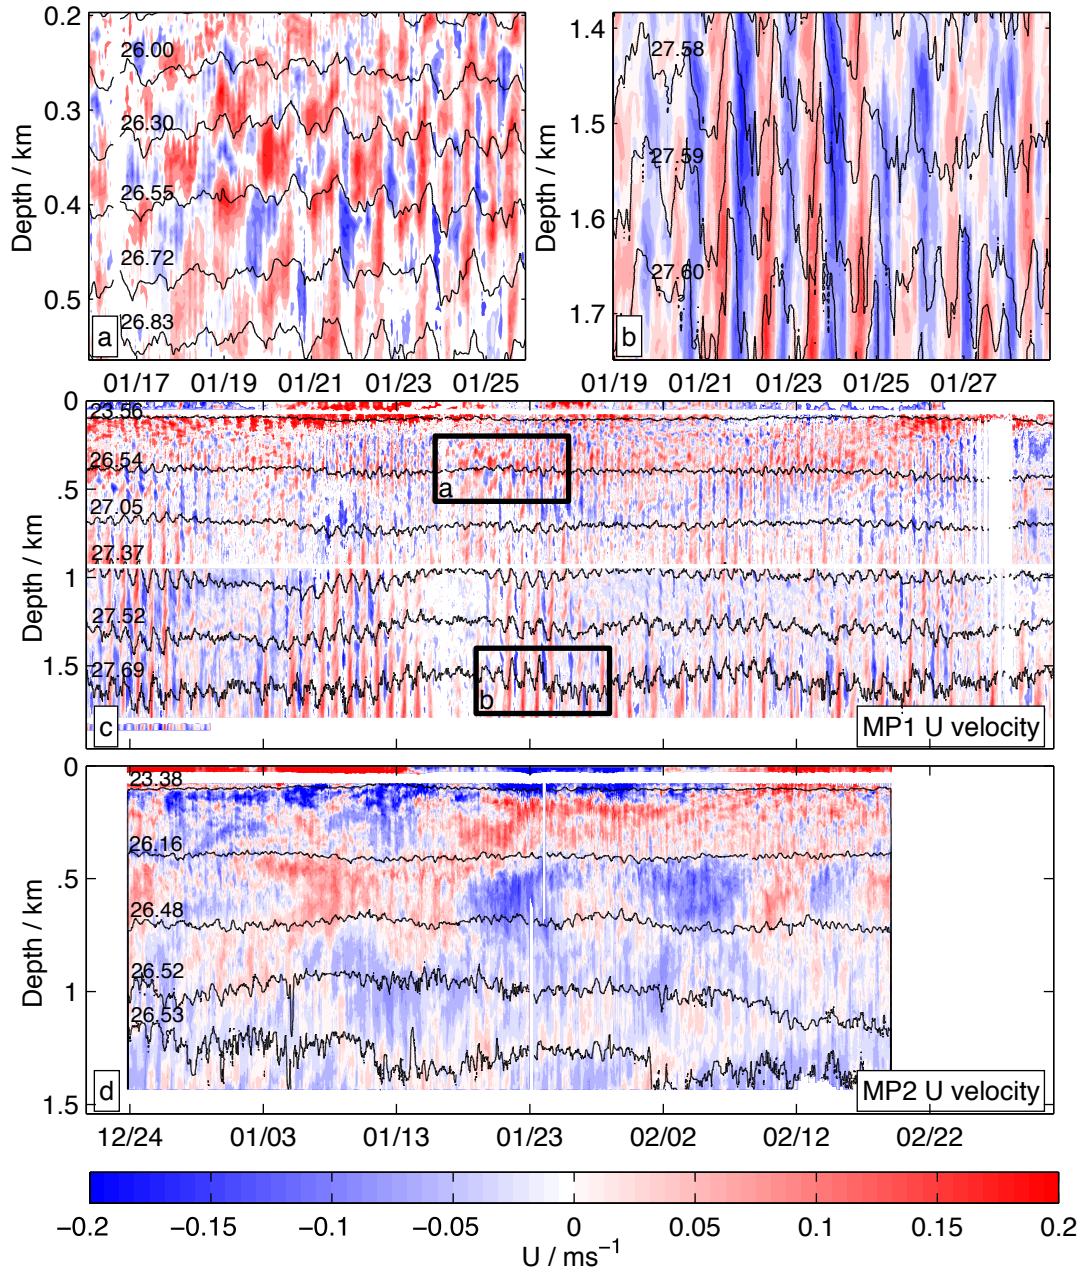 0.2
0.3
0.4
0.5
Depth / km
26.00
26.30
26.55
26.72
26.83
a
01/17 01/19 01/21 01/23 01/25
1.4
1.5
1.6
1.7
Depth / km
27.58
27.59
27.60
b
01/19 01/21 01/23 01/25 01/27
0
.5
1
1.5
Depth / km
23.56
26.54
27.05
27.37
27.52
27.69
a
b
c
MP1 U velocity
0
.5
1
1.5
Depth / km
23.38
26.16
26.48
26.52
26.53
d
MP2 U velocity
12/24 01/03 01/13 01/23 02/02 02/12 02/22
−0.2 −0.15 −0.1 −0.05 0 0.05 0.1 0.15 0.2
U / ms⁻¹